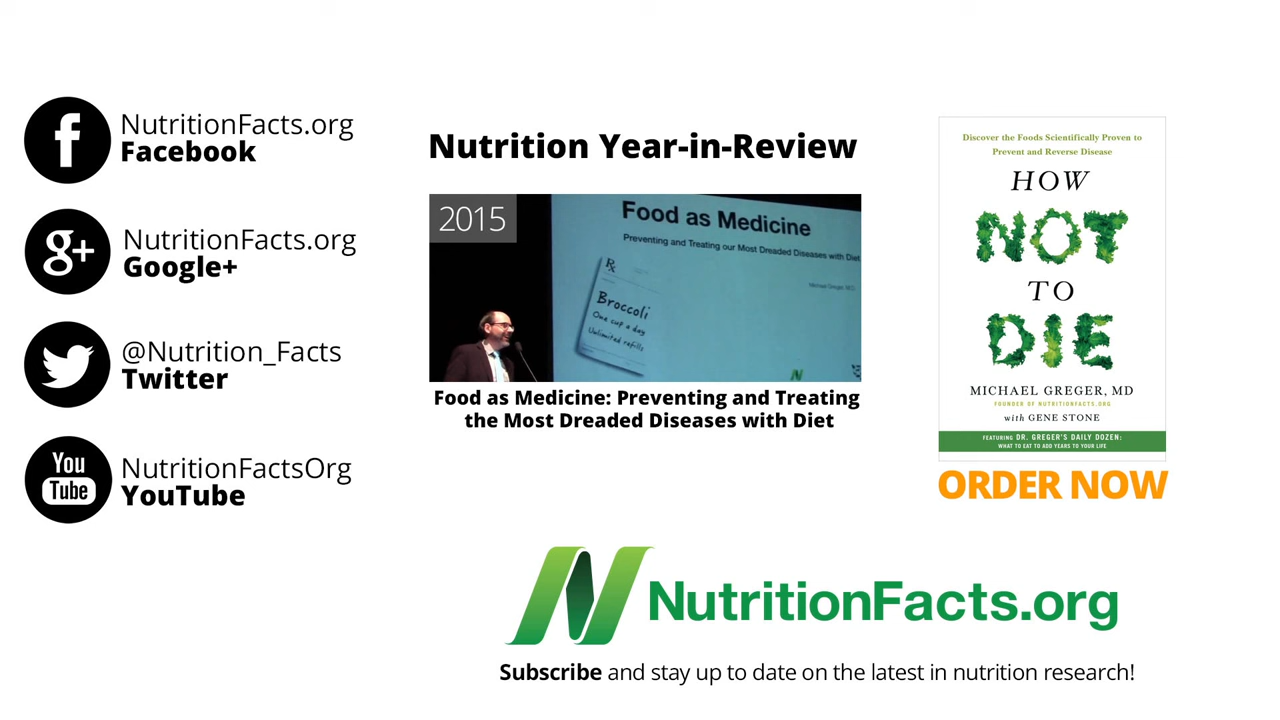 NutritionFacts.org
Facebook
NutritionFacts.org
Google+
@Nutrition_Facts
Twitter
You
Tube
NutritionFactsOrg
YouTube
Nutrition Year-in-Review
2015
Food as Medicine
Preventing and Treating our Most Dreaded Diseases with Diet
Michael Greger, M.D.
Rx
Broccoli
One cup a day
Unlimited refills
Food as Medicine: Preventing and Treating
the Most Dreaded Diseases with Diet
Discover the Foods Scientifically Proven to
Prevent and Reverse Disease
HOW
NOT
TO
DIE
MICHAEL GREGER, MD
FOUNDER OF NUTRITIONFACTS.ORG
with GENE STONE
FEATURING DR. GREGER'S DAILY DOZEN:
WHAT TO EAT TO ADD YEARS TO YOUR LIFE
ORDER NOW
NutritionFacts.org
Subscribe and stay up to date on the latest in nutrition research!